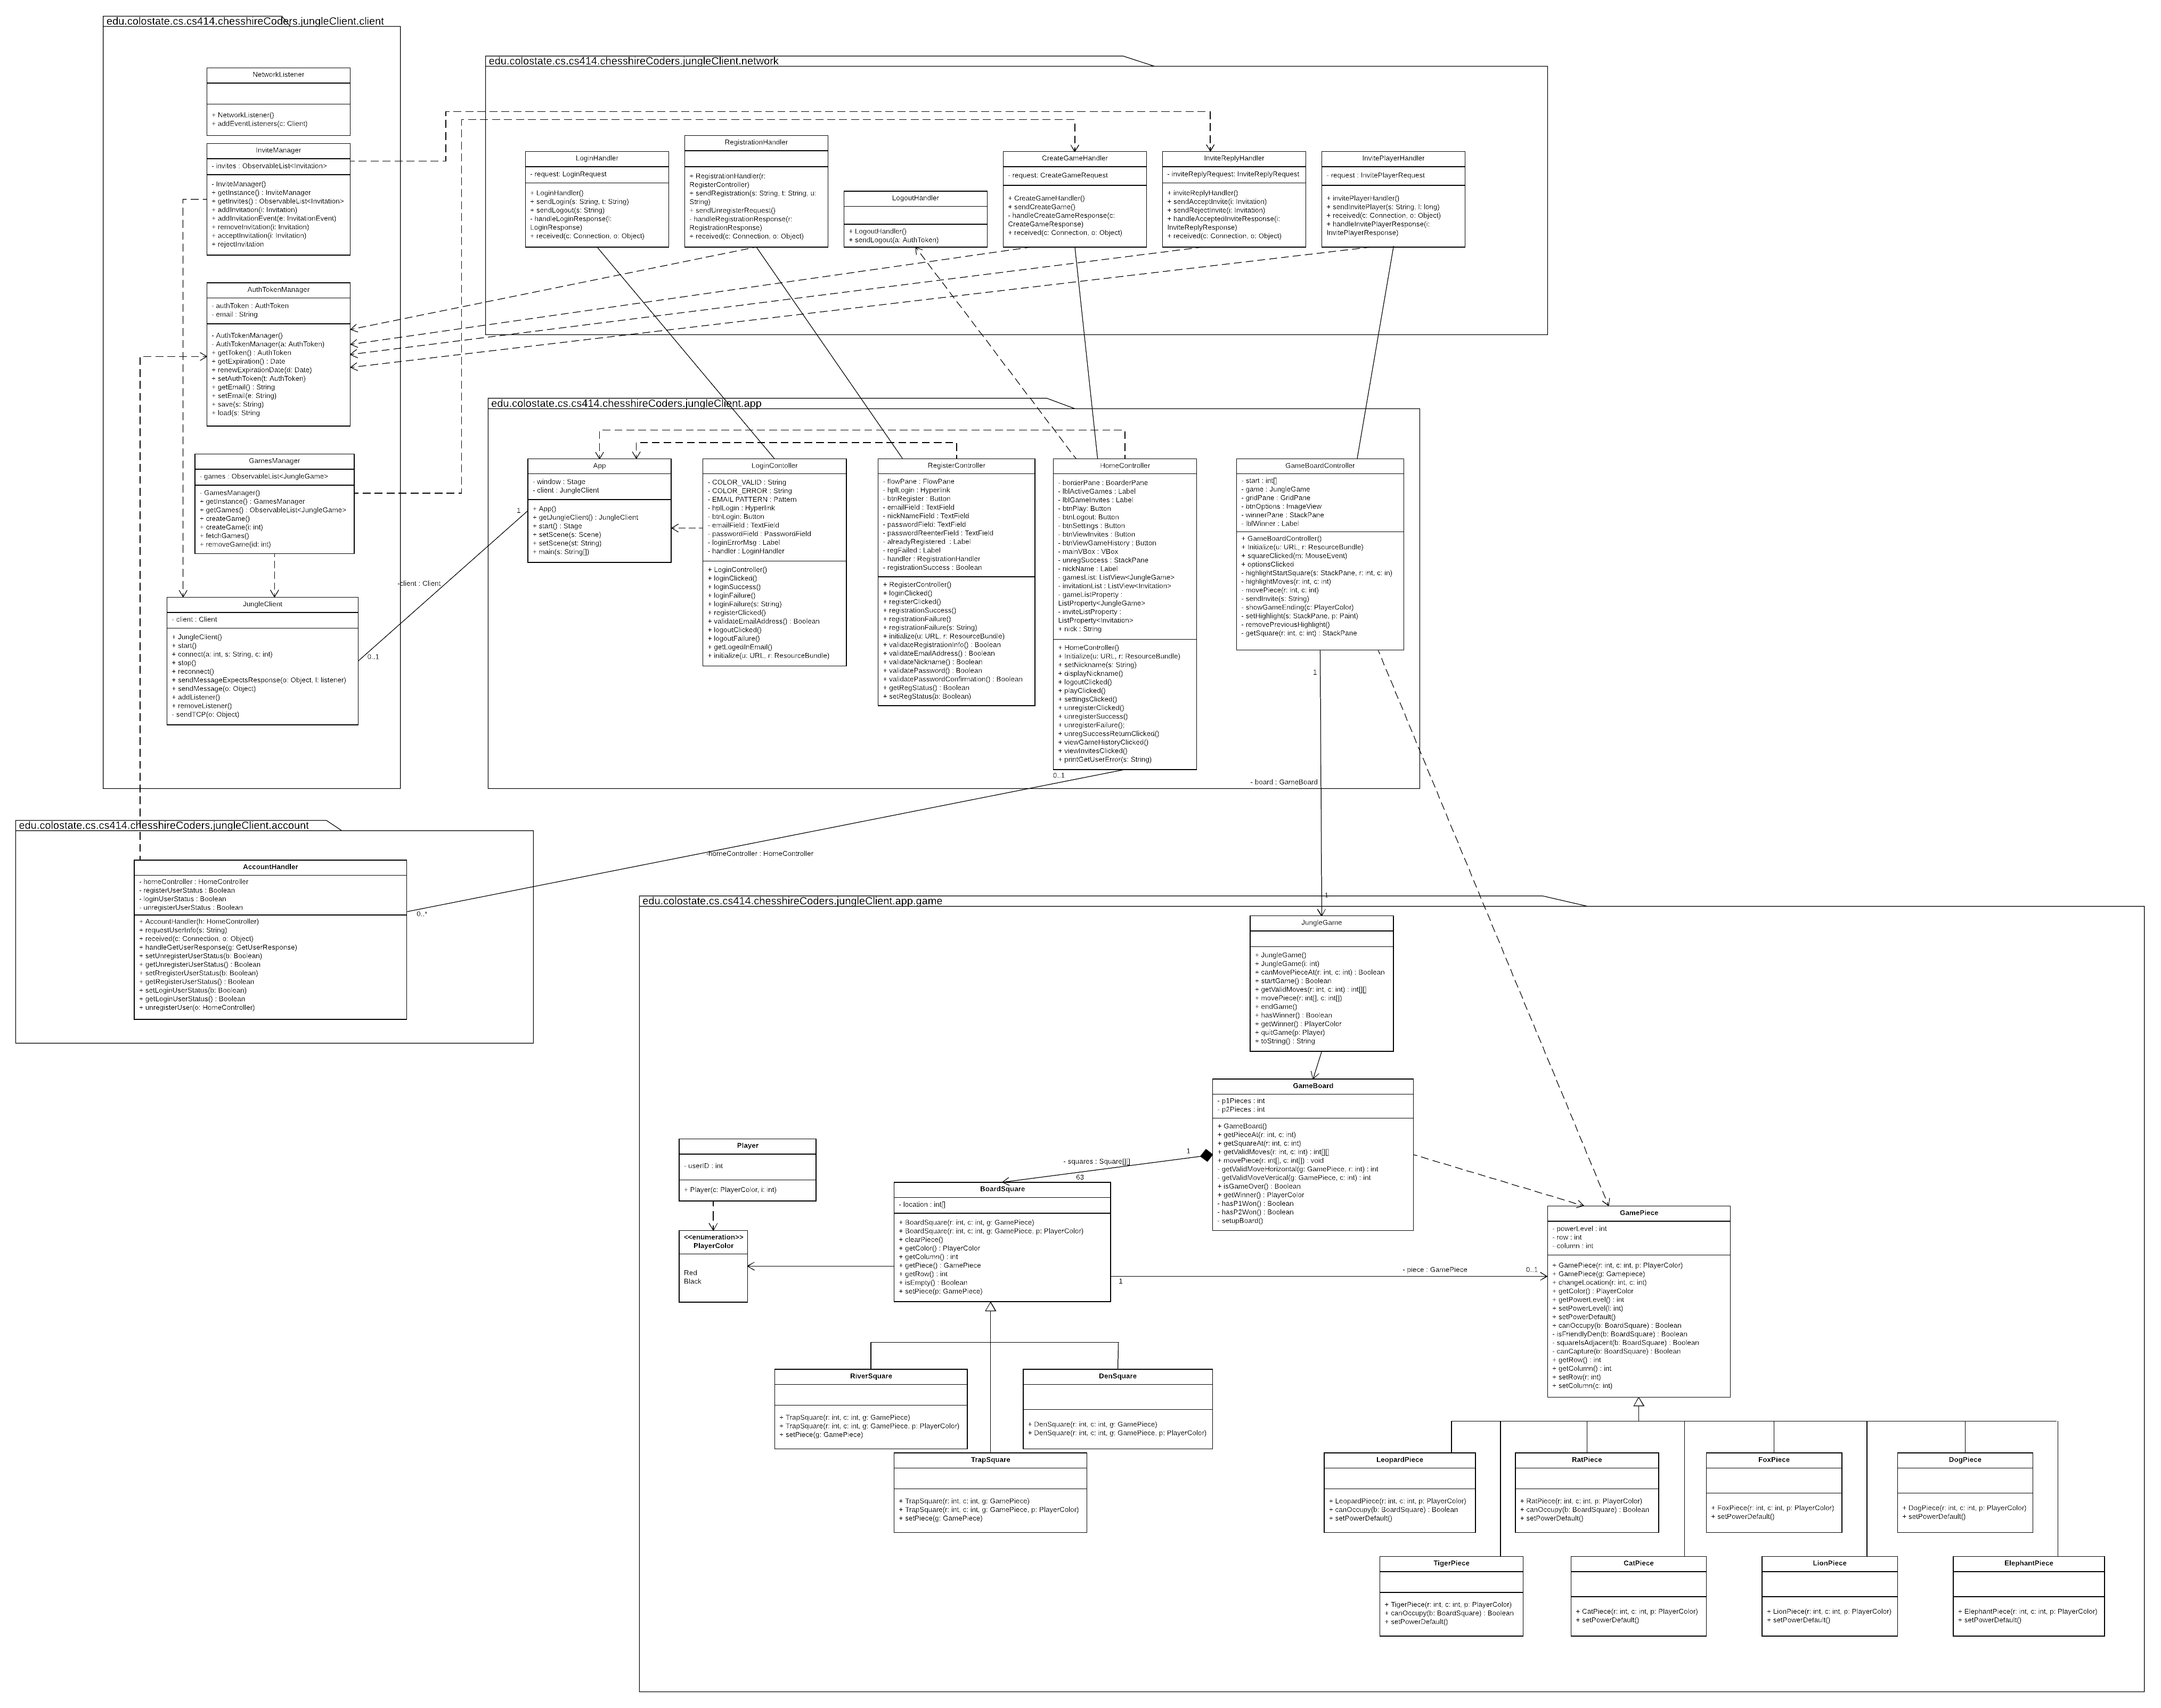 edu.colostate.cs.cs414.chesshireCoders.jungleClient.client
NetworkListener
+ NetworkListener()
+ addEventListeners(c: Client)
InviteManager
- invites : ObservableList<Invitation>
- InviteManager()
+ getInstance() : InviteManager
+ getInvites() : ObservableList<Invitation>
+ addInvitation(i: Invitation)
+ addInvitationEvent(e: InvitationEvent)
+ removeInvitation(i: Invitation)
+ acceptInvitation(i: Invitation)
+ rejectInvitation
AuthTokenManager
- authToken : AuthToken
- email : String
- AuthTokenManager()
- AuthTokenManager(a: AuthToken)
+ getToken() : AuthToken
+ getExpiration() : Date
+ renewExpirationDate(d: Date)
+ setAuthToken(t: AuthToken)
+ getEmail() : String
+ setEmail(e: String)
+ save(s: String)
+ load(s: String
GamesManager
- games : ObservableList<JungleGame>
- GamesManager()
+ getInstance() : GamesManager
+ getGames() : ObservableList<JungleGame>
+ createGame()
+ createGame(i: int)
+ fetchGames()
+ removeGame(id: int)
JungleClient
- client : Client
+ JungleClient()
+ start()
+ connect(a: int, s: String, c: int)
+ stop()
+ reconnect()
+ sendMessageExpectsResponse(o: Object, l: listener)
+ sendMessage(o: Object)
+ addListener()
+ removeListener()
- sendTCP(o: Object)
edu.colostate.cs.cs414.chesshireCoders.jungleClient.network
LoginHandler
- request: LoginRequest
+ LoginHandler()
+ sendLogin(s: String, t: String)
+ sendLogout(s: String)
- handleLoginResponse(l:
LoginResponse)
+ received(c: Connection, o: Object)
RegistrationHandler
+ RegistrationHandler(r:
RegisterController)
+ sendRegistration(s: String, t: String, u:
String)
+ sendUnregisterRequest()
- handleRegistrationResponse(r:
RegistrationResponse)
+ received(c: Connection, o: Object)
LogoutHandler
+ LogoutHandler()
+ sendLogout(a: AuthToken)
CreateGameHandler
- request: CreateGameRequest
+ CreateGameHandler()
+ sendCreateGame()
- handleCreateGameResponse(c:
CreateGameResponse)
+ received(c: Connection, o: Object)
InviteReplyHandler
- inviteReplyRequest: InviteReplyRequest
+ inviteReplyHandler()
+ sendAcceptInvite(i: Invitation)
+ sendRejectInvite(i: Invitation)
+ handleAcceptedInviteResponse(i:
InviteReplyResponse)
+ received(c: Connection, o: Object)
InvitePlayerHandler
- request : InvitePlayerRequest
+ invitePlayerHandler()
+ sendInvitePlayer(s: String, l: long)
+ received(c: Connection, o: Object)
+ handleInvitePlayerResponse(i:
InvitePlayerResponse)
edu.colostate.cs.cs414.chesshireCoders.jungleClient.app
App
- window : Stage
- client : JungleClient
+ App()
+ getJungleClient() : JungleClient
+ start() : Stage
+ setScene(s: Scene)
+ setScene(st: String)
+ main(s: String[])
1
-client : Client
0..1
LoginContoller
- COLOR_VALID : String
- COLOR_ERROR : String
- EMAIL PATTERN : Pattern
- hplLogin : Hyperlink
- btnLogin: Button
- emailField : TextField
- passwordField : PasswordField
- loginErrorMsg : Label
- handler : LoginHandler
+ LoginController()
+ loginClicked()
+ loginSuccess()
+ loginFailure()
+ loginFailure(s: String)
+ registerClicked()
+ validateEmailAddress() : Boolean
+ logoutClicked()
+ logoutFailure()
+ getLogedInEmail()
+ initialize(u: URL, r: ResourceBundle)
RegisterController
- flowPane : FlowPane
- hplLogin : Hyperlink
- btnRegister : Button
- emailField : TextField
- nickNameField : TextField
- passwordField: TextField
- passwordReenterField : TextField
- alreadyRegistered  : Label
- regFailed : Label
- handler : RegistrationHandler
- registrationSuccess : Boolean
+ RegisterController()
+ loginClicked()
+ registerClicked()
+ registrationSuccess()
+ registrationFailure()
+ registrationFailure(s: String)
+ initialize(u: URL, r: ResourceBundle)
+ validateRegistrationInfo() : Boolean
+ validateEmailAddress() : Boolean
+ validateNickname() : Boolean
+ validatePassword() : Boolean
+ validatePasswordConfirmation() : Boolean
+ getRegStatus() : Boolean
+ setRegStatus(b: Boolean)
HomeController
- borderPane : BoarderPane
- lblActiveGames : Label
- lblGameInvites : Label
- btnPlay: Button
- btnLogout: Button
- btnSettings : Button
- btnViewInvites : Button
- btnViewGameHistory : Button
- mainVBox : VBox
- unregSuccess : StackPane
- nickName : Label
- gamesList: ListView<JungleGame>
- invitationList : ListView<Invitation>
- gameListProperty :
ListProperty<JungleGame>
- inviteListProperty :
ListProperty<Invitation>
+ nick : String
+ HomeController()
+ Initialize(u: URL, r: ResourceBundle)
+ setNickname(s: String)
+ displayNickname()
+ logoutClicked()
+ playClicked()
+ settingsClicked()
+ unregisterClicked()
+ unregisterSuccess()
+ unregisterFailure();
+ unregSuccessReturnClicked()
+ viewGameHistoryClicked()
+ viewInvitesClicked()
+ printGetUserError(s: String)
0..1
GameBoardController
- start : int[]
- game : JungleGame
- gridPane : GridPane
- btnOptions : ImageView
- winnerPane : StackPane
- lblWinner : Label
+ GameBoardController()
+ Initialize(u: URL, r: ResourceBundle)
+ squareClicked(m: MouseEvent)
+ optionsClicked
- highlightStartSquare(s: StackPane, r: int, c: in)
- highlightMoves(r: int, c: int)
- movePiece(r: int, c: int)
- sendInvite(s: String)
- showGameEnding(c: PlayerColor)
- setHighlight(s: StackPane, p: Paint)
- removePreviousHighlight()
- getSquare(r: int, c: int) : StackPane
1
- board : GameBoard
edu.colostate.cs.cs414.chesshireCoders.jungleClient.account
AccountHandler
- homeController : HomeController
- registerUserStatus : Boolean
- loginUserStatus : Boolean
- unregisterUserStatus : Boolean
+ AccountHandler(h: HomeController)
+ requestUserInfo(s: String)
+ received(c: Connection, o: Object)
+ handleGetUserResponse(g: GetUserResponse)
+ setUnregisterUserStatus(b: Boolean)
+ getUnregisterUserStatus() : Boolean
+ setRregisterUserStatus(b: Boolean)
+ getRegisterUserStatus() : Boolean
+ setLoginUserStatus(b: Boolean)
+ getLoginUserStatus() : Boolean
+ unregisterUser(o: HomeController)
0..*
-homeController : HomeController
edu.colostate.cs.cs414.chesshireCoders.jungleClient.app.game
1
JungleGame
+ JungleGame()
+ JungleGame(i: int)
+ canMovePieceAt(r: int, c: int) : Boolean
+ startGame() : Boolean
+ getValidMoves(r: int, c: int) : int[][]
+ movePiece(r: int[], c: int[])
+ endGame()
+ hasWinner() : Boolean
+ getWinner() : PlayerColor
+ quitGame(p: Player)
+ toString() : String
GameBoard
- p1Pieces : int
- p2Pieces : int
+ GameBoard()
+ getPieceAt(r: int, c: int)
+ getSquareAt(r: int, c: int)
+ getValidMoves(r: int, c: int) : int[][]
+ movePiece(r: int[], c: int[]) : void
- getValidMoveHorizontal(g: GamePiece, r: int) : int
- getValidMoveVertical(g: GamePiece, c: int) : int
+ isGameOver() : Boolean
+ getWinner() : PlayerColor
- hasP1Won() : Boolean
- hasP2Won() : Boolean
- setupBoard()
1
- squares : Square[][]
63
Player
- userID : int
+ Player(c: PlayerColor, i: int)
<<enumeration>>
PlayerColor
Red
Black
BoardSquare
- location : int[]
+ BoardSquare(r: int, c: int, g: GamePiece)
+ BoardSquare(r: int, c: int, g: GamePiece, p: PlayerColor)
+ clearPiece()
+ getColor() : PlayerColor
+ getColumn() : int
+ getPiece() : GamePiece
+ getRow() : int
+ isEmpty() : Boolean
+ setPiece(p: GamePiece)
1
- piece : GamePiece
0..1
GamePiece
- powerLevel : int
- row : int
- column : int
+ GamePiece(r: int, c: int, p: PlayerColor)
+ GamePiece(g: Gamepiece)
+ changeLocation(r: int, c: int)
+ getColor() : PlayerColor
+ getPowerLevel() : int
+ setPowerLevel(l: int)
+ setPowerDefault()
+ canOccupy(b: BoardSquare) : Boolean
- isFriendlyDen(b: BoardSquare) : Boolean
- squareIsAdjacent(b: BoardSquare) : Boolean
- canCapture(b: BoardSquare) : Boolean
+ getRow() : int
+ getColumn() : int
+ setRow(r: int)
+ setColumn(c: int)
RiverSquare
+ TrapSquare(r: int, c: int, g: GamePiece)
+ TrapSquare(r: int, c: int, g: GamePiece, p: PlayerColor)
+ setPiece(g: GamePiece)
DenSquare
+ DenSquare(r: int, c: int, g: GamePiece)
+ DenSquare(r: int, c: int, g: GamePiece, p: PlayerColor)
TrapSquare
+ TrapSquare(r: int, c: int, g: GamePiece)
+ TrapSquare(r: int, c: int, g: GamePiece, p: PlayerColor)
+ setPiece(g: GamePiece)
LeopardPiece
+ LeopardPiece(r: int, c: int, p: PlayerColor)
+ canOccupy(b: BoardSquare) : Boolean
+ setPowerDefault()
RatPiece
+ RatPiece(r: int, c: int, p: PlayerColor)
+ canOccupy(b: BoardSquare) : Boolean
+ setPowerDefault()
FoxPiece
+ FoxPiece(r: int, c: int, p: PlayerColor)
+ setPowerDefault()
DogPiece
+ DogPiece(r: int, c: int, p: PlayerColor)
+ setPowerDefault()
TigerPiece
+ TigerPiece(r: int, c: int, p: PlayerColor)
+ canOccupy(b: BoardSquare) : Boolean
+ setPowerDefault()
CatPiece
+ CatPiece(r: int, c: int, p: PlayerColor)
+ setPowerDefault()
LionPiece
+ LionPiece(r: int, c: int, p: PlayerColor)
+ setPowerDefault()
ElephantPiece
+ ElephantPiece(r: int, c: int, p: PlayerColor)
+ setPowerDefault()